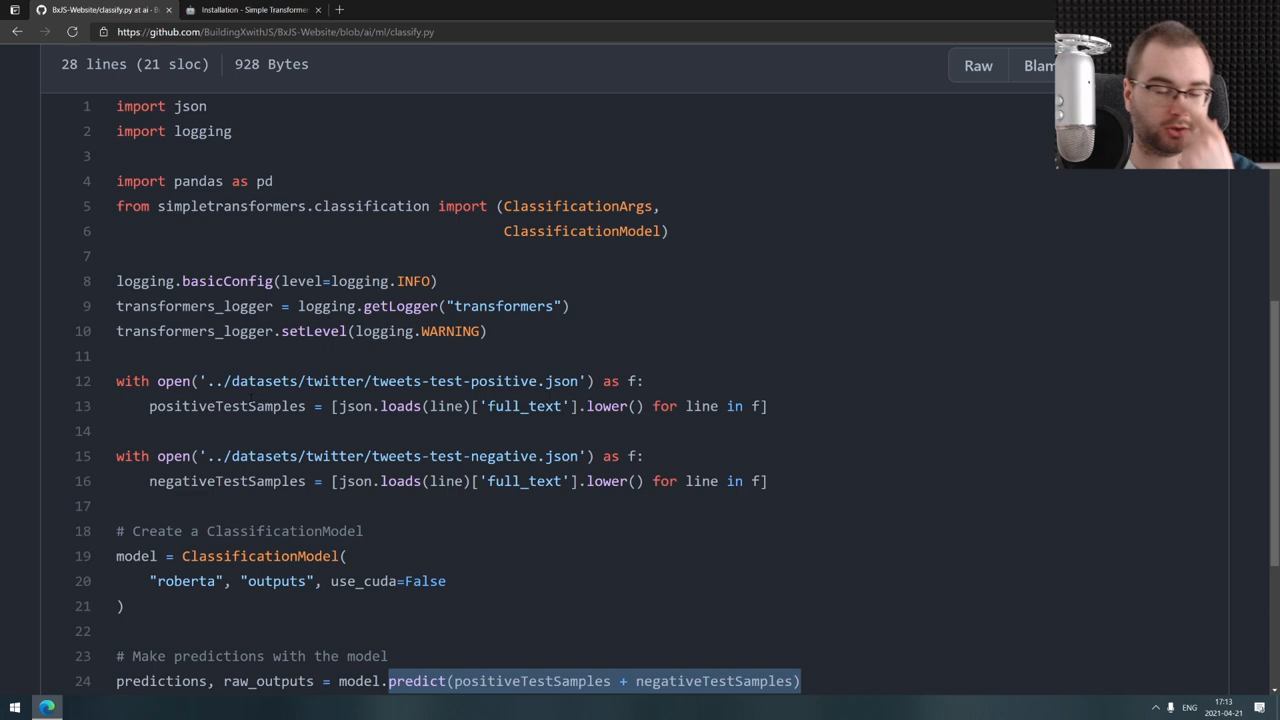 BxJS-Website/classify.py at ai · B
Installation - Simple Transformer
https://github.com/BuildingXwithJS/BxJS-Website/blob/ai/ml/classify.py
28 lines (21 sloc) 928 Bytes
Raw Blam
1 import json
2 import logging
3
4 import pandas as pd
5 from simpletransformers.classification import (ClassificationArgs,
6 ClassificationModel)
7
8 logging.basicConfig(level=logging.INFO)
9 transformers_logger = logging.getLogger("transformers")
10 transformers_logger.setLevel(logging.WARNING)
11
12 with open('../datasets/twitter/tweets-test-positive.json') as f:
13 positiveTestSamples = [json.loads(line)['full_text'].lower() for line in f]
14
15 with open('../datasets/twitter/tweets-test-negative.json') as f:
16 negativeTestSamples = [json.loads(line)['full_text'].lower() for line in f]
17
18 # Create a ClassificationModel
19 model = ClassificationModel(
20 "roberta", "outputs", use_cuda=False
21 )
22
23 # Make predictions with the model
24 predictions, raw_outputs = model.predict(positiveTestSamples + negativeTestSamples)
ENG
17:13
2021-04-21